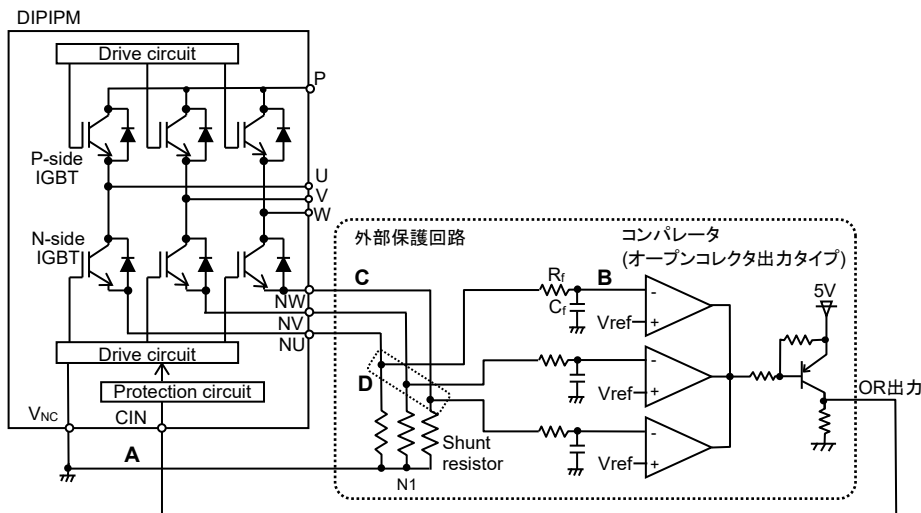 DIPIPM
Drive circuit
P
P-side
IGBT
U
V
W
N-side
IGBT
NW
NV
NU
Drive circuit
Protection circuit
VNC
CIN
A
外部保護回路
コンパレータ
(オープンコレクタ出力タイプ)
C
Rf
B
Cf
-
Vref
+
5V
D
-
Vref
+
OR出力
-
Vref
+
Shunt
resistor
N1